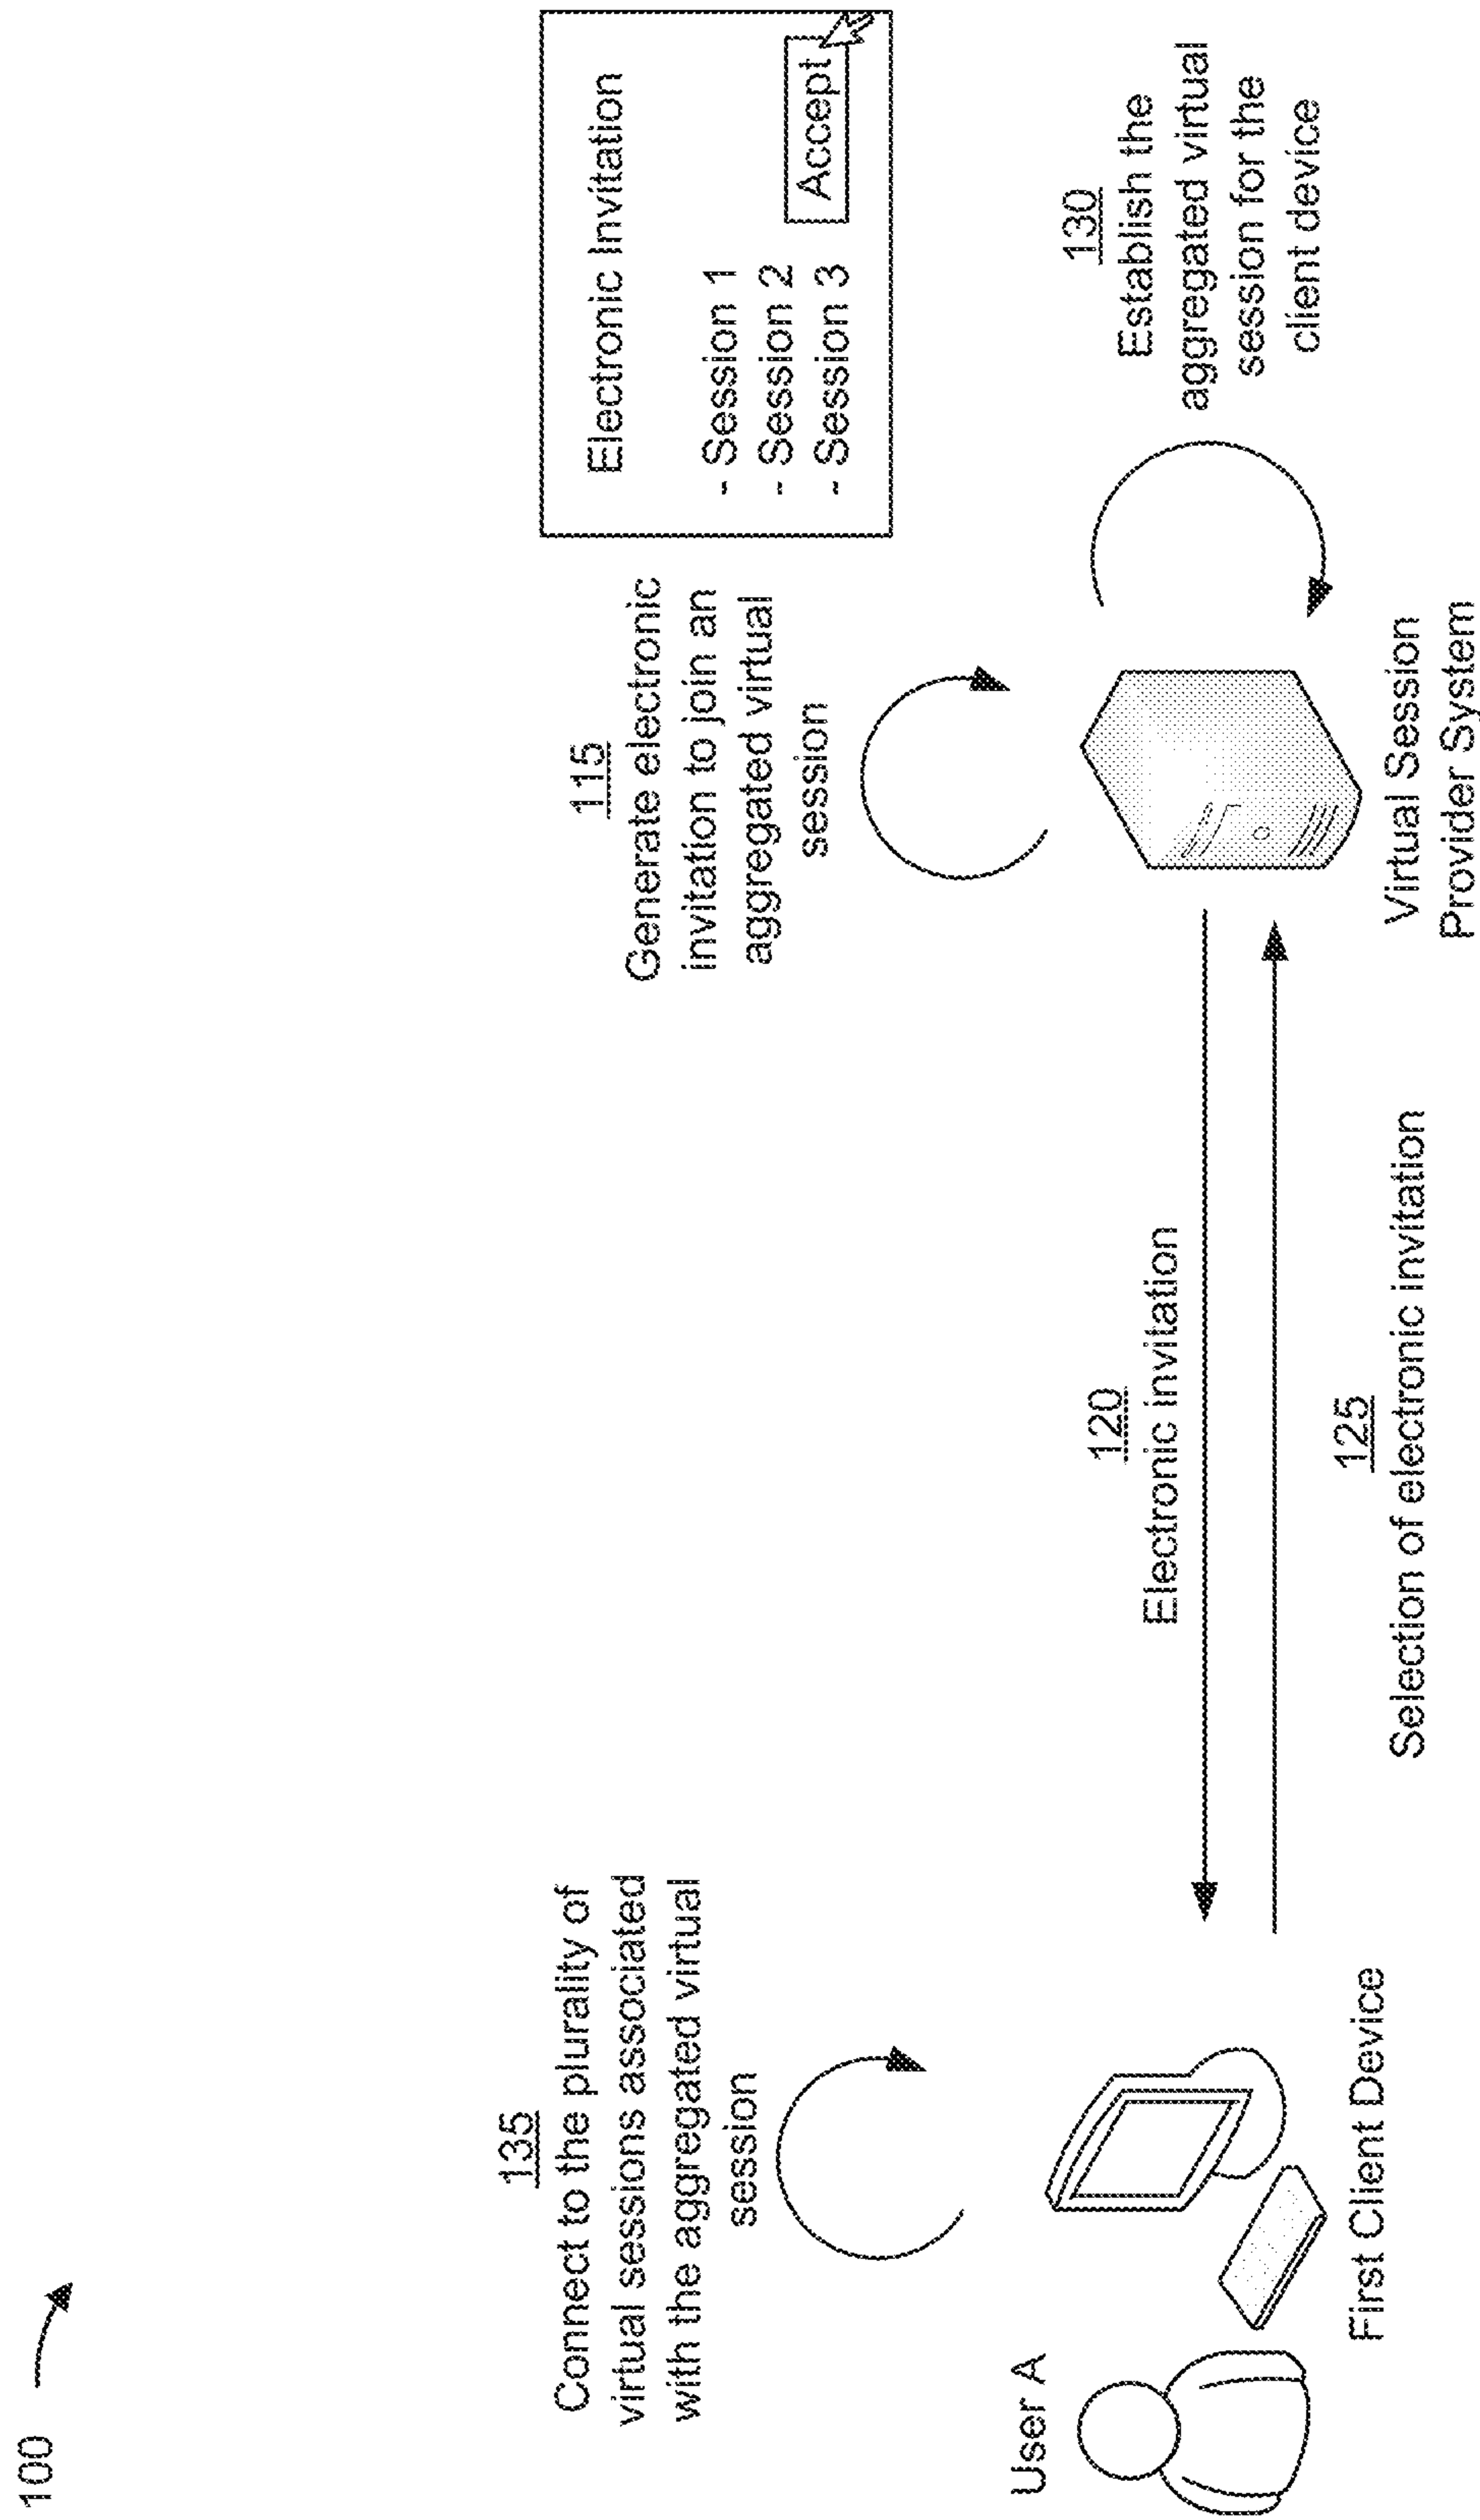 100
135
Connect to the plurality of
virtual sessions associated
with the aggregated virtual
session
115
Generate electronic
invitation to join an
aggregated virtual
session
Electronic Invitation
- Session 1
- Session 2
- Session 3
Accept
User A
First Client Device
120
Electronic invitation
125
Selection of electronic invitation
Virtual Session
Provider System
130
Establish the
aggregated virtual
session for the
client device